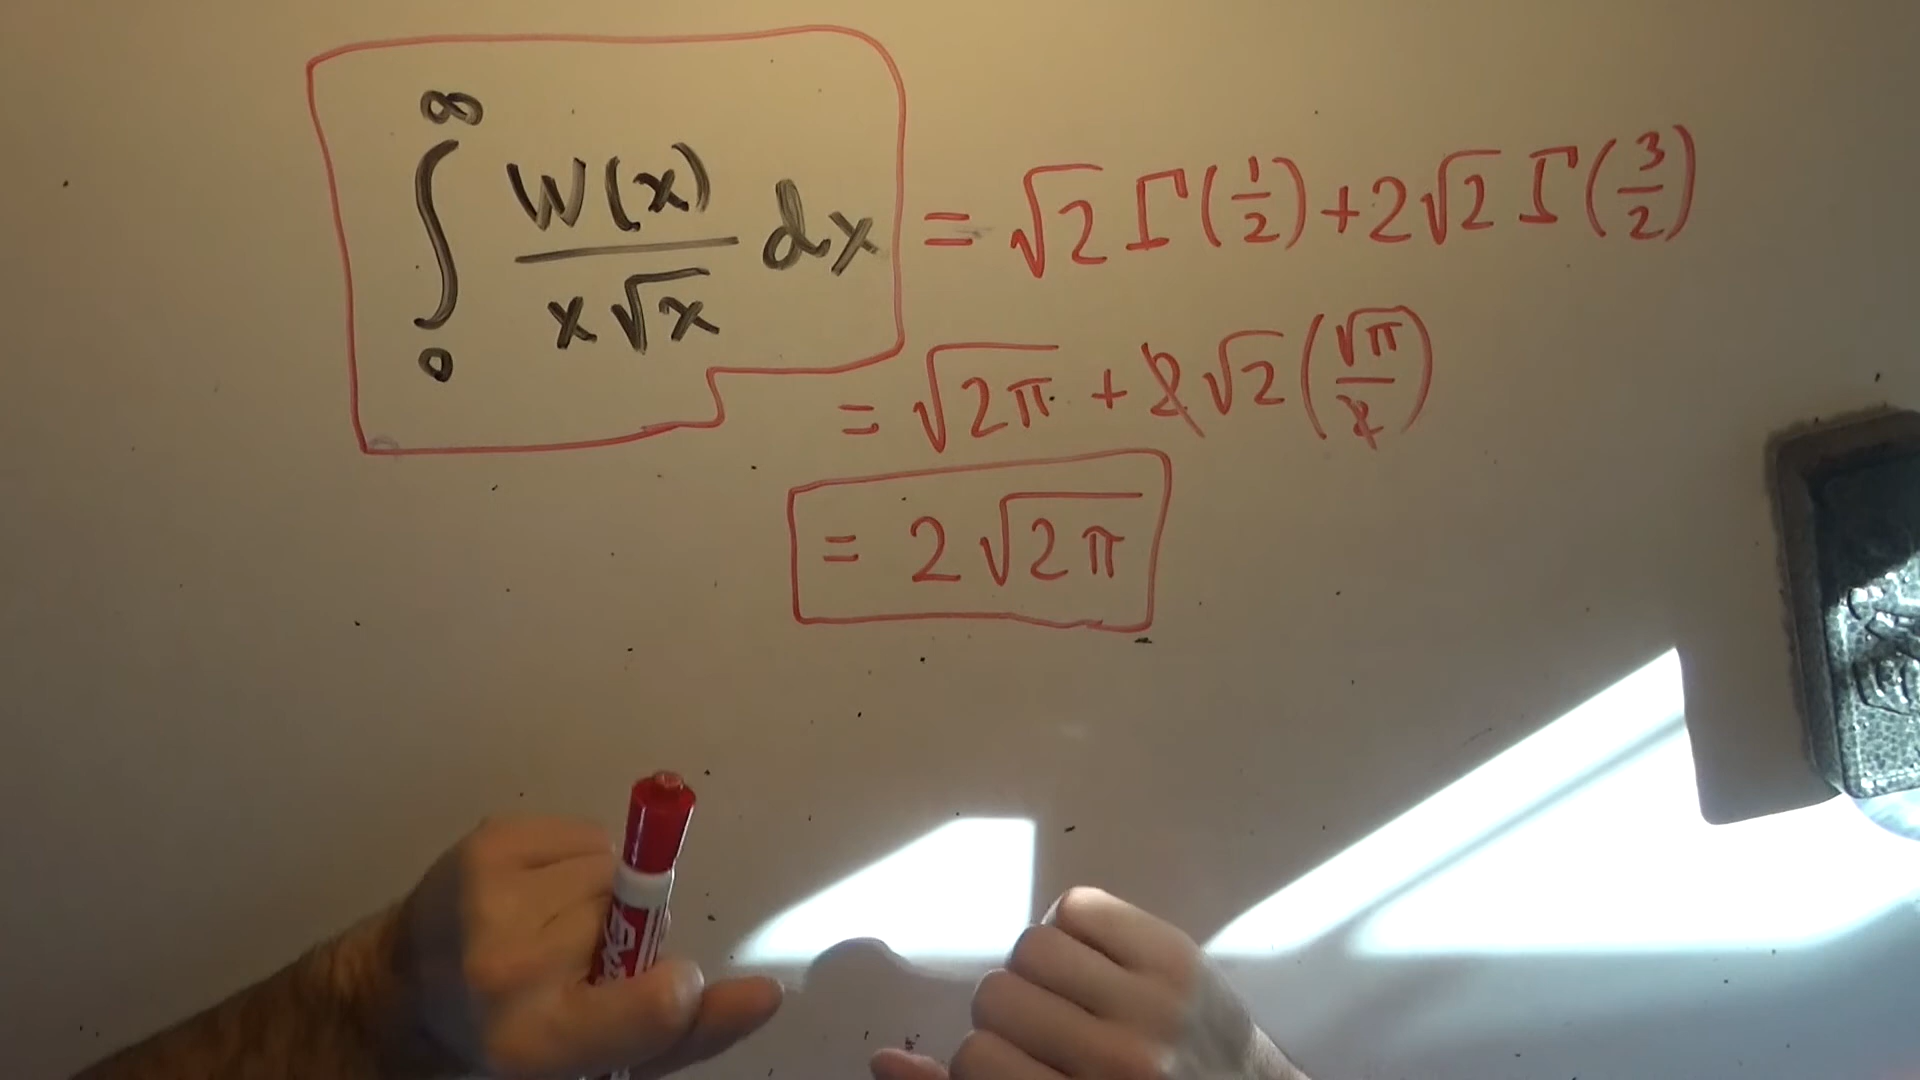 ∫₀^∞ W(x)/(x√x) dx = √2 Γ(1/2) + 2√2 Γ(3/2)
= √2π + 2√2 (√π/2)
= 2√2π